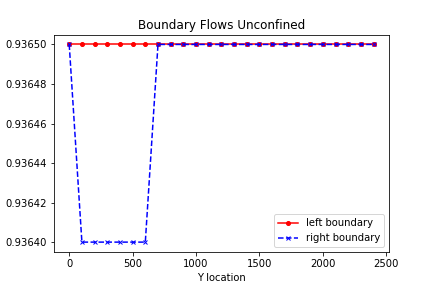 Boundary Flows Unconfined
0.93650
0.93648
0.93646
0.93644
0.93642
0.93640
left boundary
right boundary
0 500 1000 1500 2000 2500
Y location